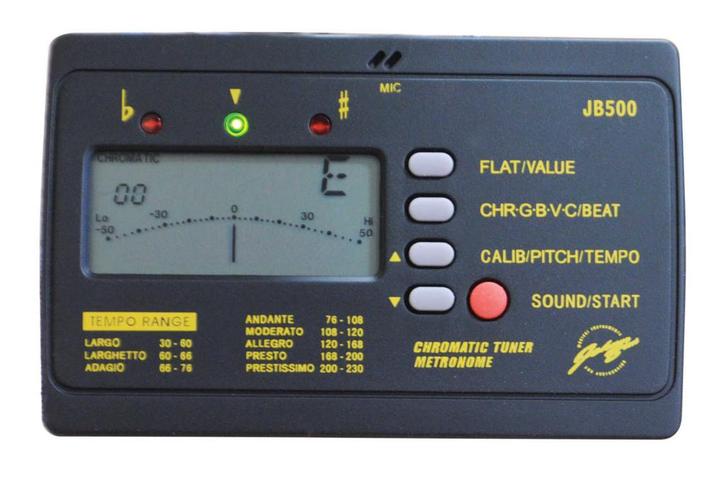 MIC
♭ ▼ ♯
JB500
CHROMATIC
E
00
Lo -30 0 30 Hi
-50 50
FLAT/VALUE
CHR·G·B·V·C/BEAT
▲ CALIB/PITCH/TEMPO
▼ SOUND/START
TEMPO RANGE
LARGO 30 - 60
LARGHETTO 60 - 66
ADAGIO 66 - 76
ANDANTE 76 - 108
MODERATO 108 - 120
ALLEGRO 120 - 168
PRESTO 168 - 200
PRESTISSIMO 200 - 230
CHROMATIC TUNER
METRONOME